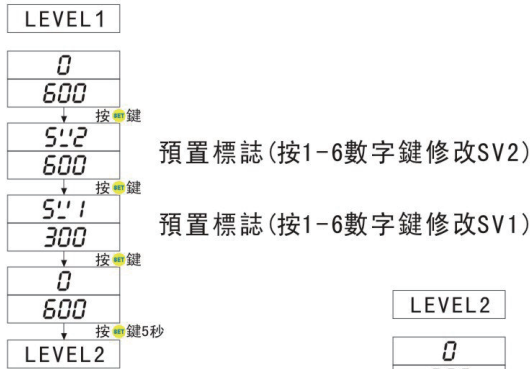 LEVEL1
0
600
按SET鍵
SV2
600
預置標誌(按1-6數字鍵修改SV2)
按SET鍵
SV1
300
預置標誌(按1-6數字鍵修改SV1)
按SET鍵
0
600
按SET鍵5秒
LEVEL2
LEVEL2
0